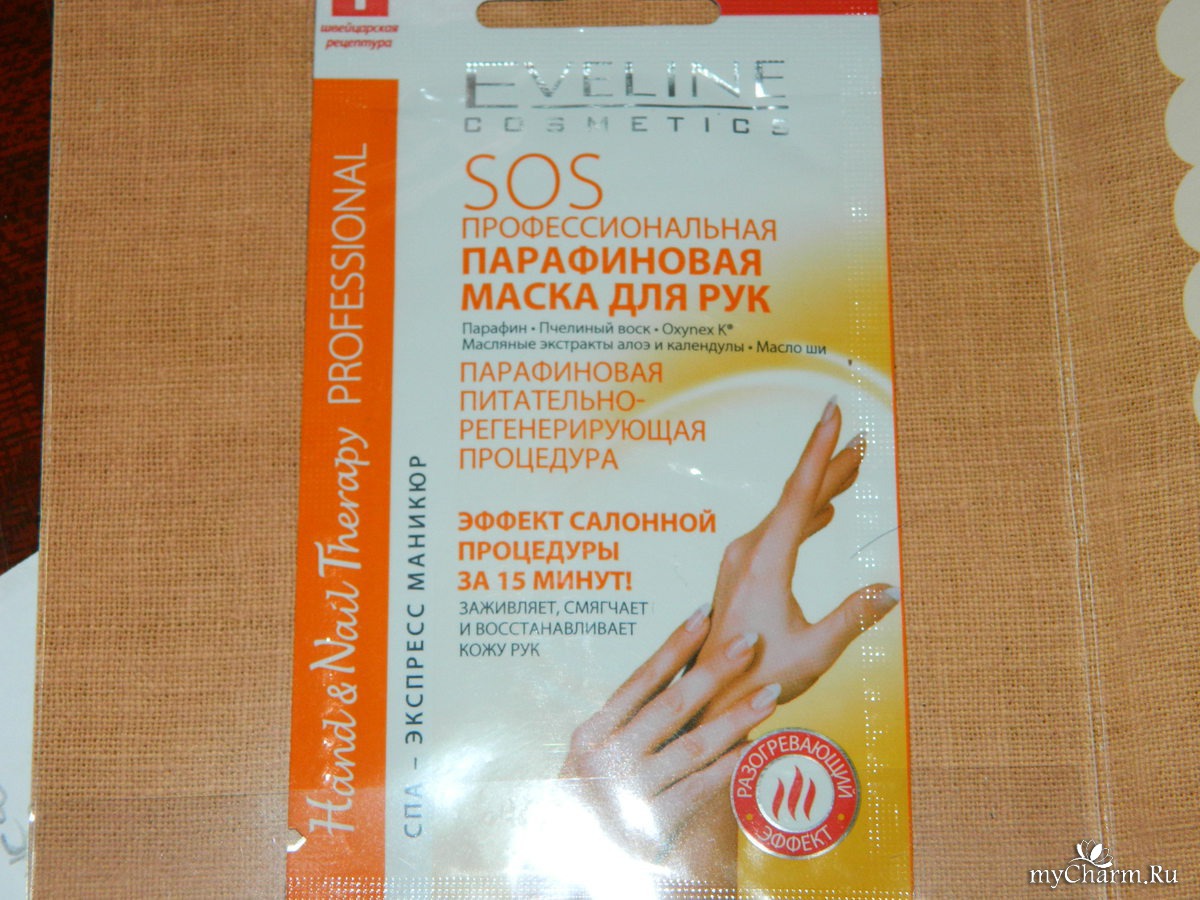 швейцарская
рецептура
EVELINE
COSMETICS
SOS
ПРОФЕССИОНАЛЬНАЯ
ПАРАФИНОВАЯ
МАСКА ДЛЯ РУК
Парафин • Пчелиный воск • Oxynex K®
Масляные экстракты алоэ и календулы • Масло ши
ПАРАФИНОВАЯ
ПИТАТЕЛЬНО-
РЕГЕНЕРИРУЮЩАЯ
ПРОЦЕДУРА
ЭФФЕКТ САЛОННОЙ
ПРОЦЕДУРЫ
ЗА 15 МИНУТ!
ЗАЖИВЛЯЕТ, СМЯГЧАЕТ
И ВОССТАНАВЛИВАЕТ
КОЖУ РУК
Hand & Nail Therapy PROFESSIONAL
СПА – ЭКСПРЕСС МАНИКЮР
РАЗОГРЕВАЮЩИЙ
ЭФФЕКТ
myCharm.Ru